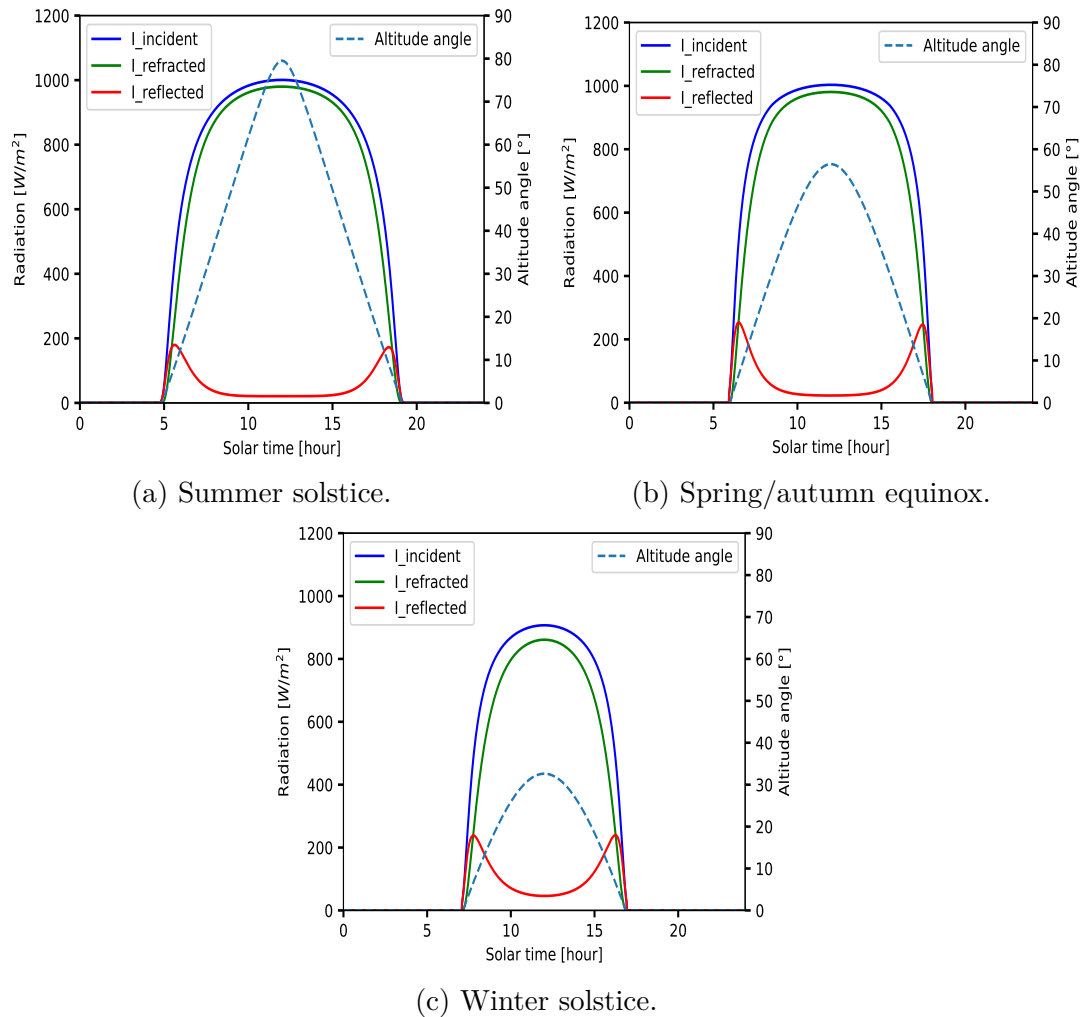 1200
1000
800
600
400
200
0
Radiation [W/m²]
I_incident
I_refracted
I_reflected
Altitude angle
90
80
70
60
50
40
30
20
10
0
Altitude angle [°]
0 5 10 15 20
Solar time [hour]
(a) Summer solstice.
1200
1000
800
600
400
200
0
Radiation [W/m²]
I_incident
I_refracted
I_reflected
Altitude angle
90
80
70
60
50
40
30
20
10
0
Altitude angle [°]
0 5 10 15 20
Solar time [hour]
(b) Spring/autumn equinox.
1200
1000
800
600
400
200
0
Radiation [W/m²]
I_incident
I_refracted
I_reflected
Altitude angle
90
80
70
60
50
40
30
20
10
0
Altitude angle [°]
0 5 10 15 20
Solar time [hour]
(c) Winter solstice.